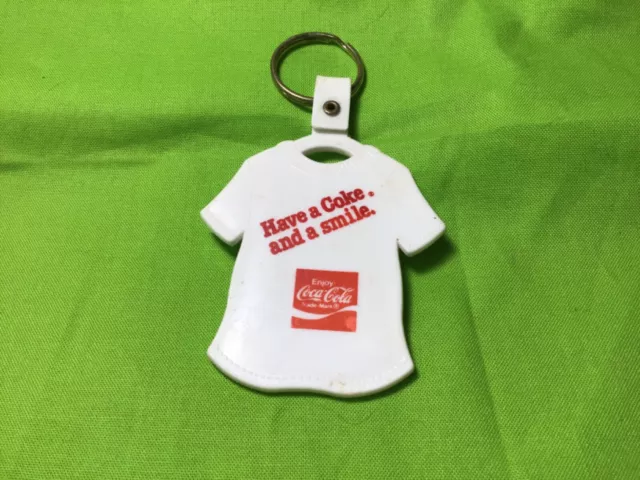 Have a Coke.
and a smile.
Enjoy
Coca-Cola
Trade-Mark®